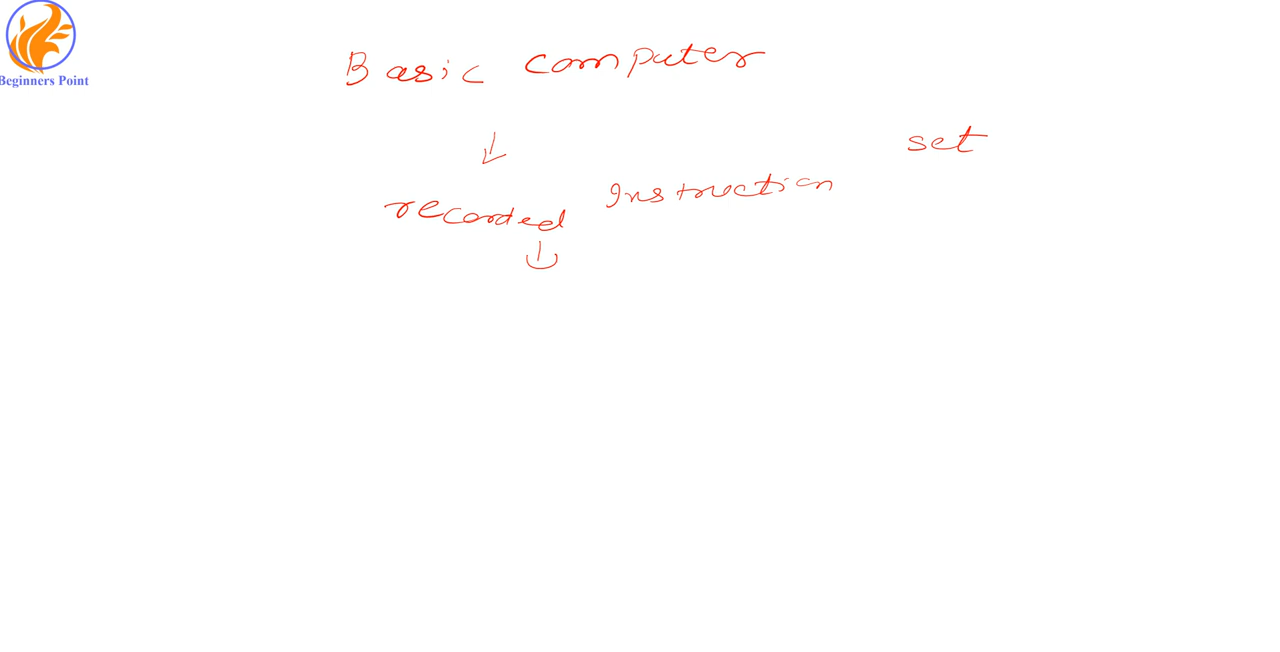 Beginners Point
Basic computer
set
recorded Instruction